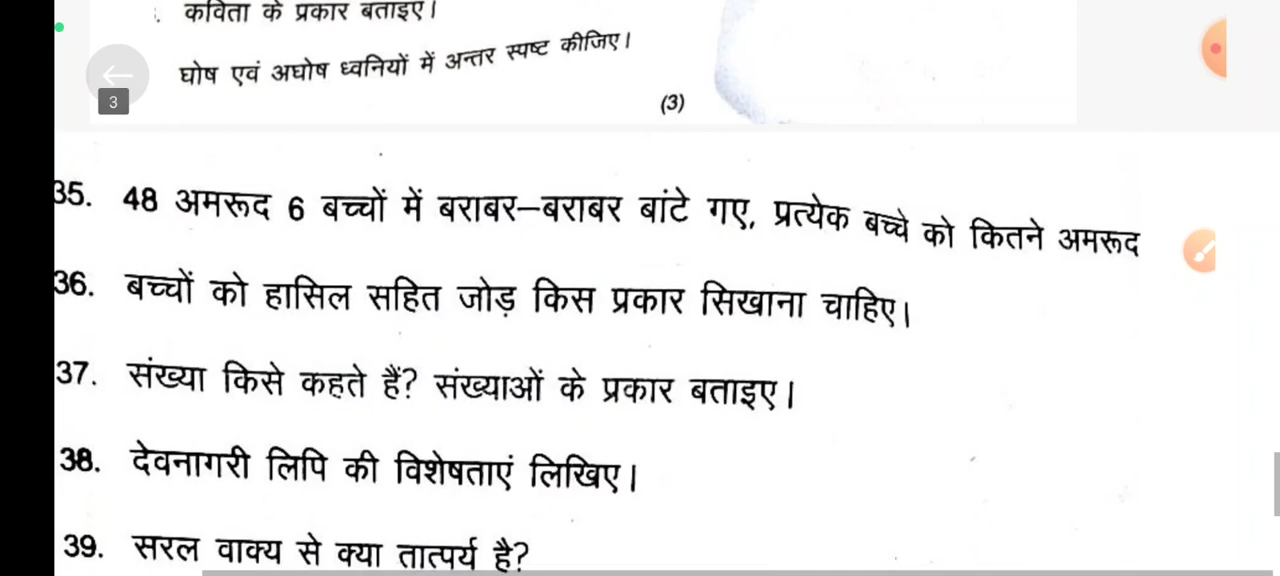 कविता के प्रकार बताइए।
घोष एवं अघोष ध्वनियों में अन्तर स्पष्ट कीजिए।
3
(3)
35. 48 अमरूद 6 बच्चों में बराबर–बराबर बांटे गए, प्रत्येक बच्चे को कितने अमरूद
36. बच्चों को हासिल सहित जोड़ किस प्रकार सिखाना चाहिए।
37. संख्या किसे कहते हैं? संख्याओं के प्रकार बताइए।
38. देवनागरी लिपि की विशेषताएं लिखिए।
39. सरल वाक्य से क्या तात्पर्य है?